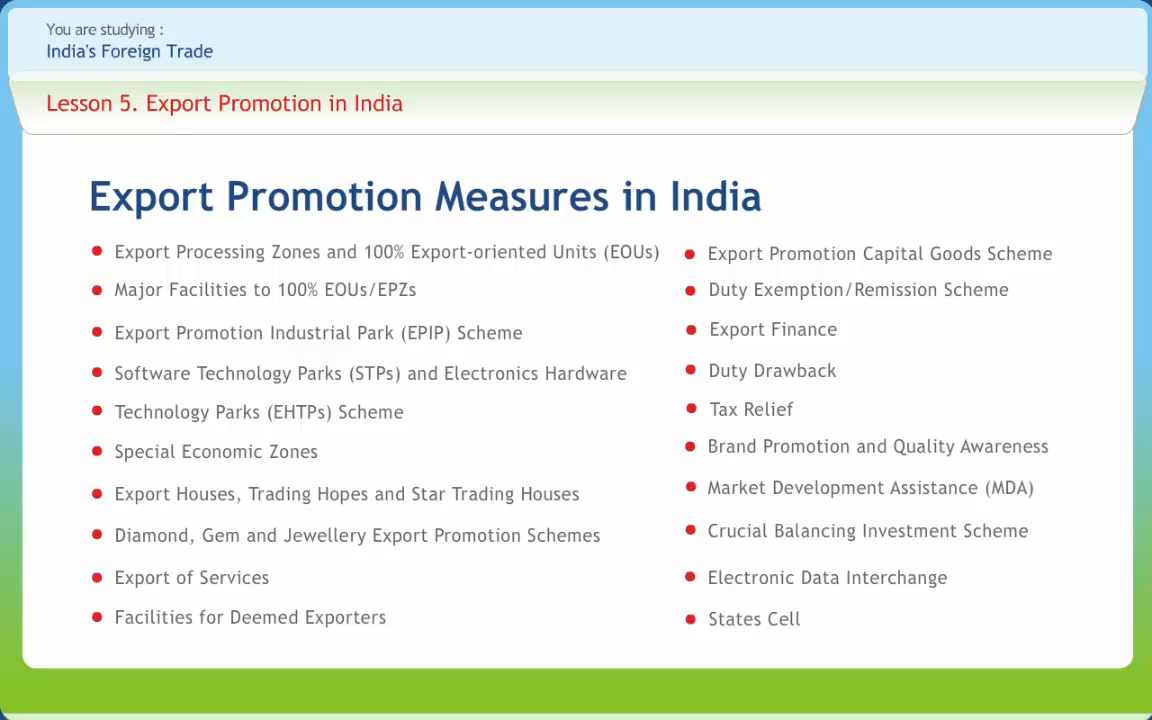 You are studying :
India's Foreign Trade
Lesson 5. Export Promotion in India
Export Promotion Measures in India
Export Processing Zones and 100% Export-oriented Units (EOUs)
Major Facilities to 100% EOUs/EPZs
Export Promotion Industrial Park (EPIP) Scheme
Software Technology Parks (STPs) and Electronics Hardware
Technology Parks (EHTPs) Scheme
Special Economic Zones
Export Houses, Trading Hopes and Star Trading Houses
Diamond, Gem and Jewellery Export Promotion Schemes
Export of Services
Facilities for Deemed Exporters
Export Promotion Capital Goods Scheme
Duty Exemption/Remission Scheme
Export Finance
Duty Drawback
Tax Relief
Brand Promotion and Quality Awareness
Market Development Assistance (MDA)
Crucial Balancing Investment Scheme
Electronic Data Interchange
States Cell